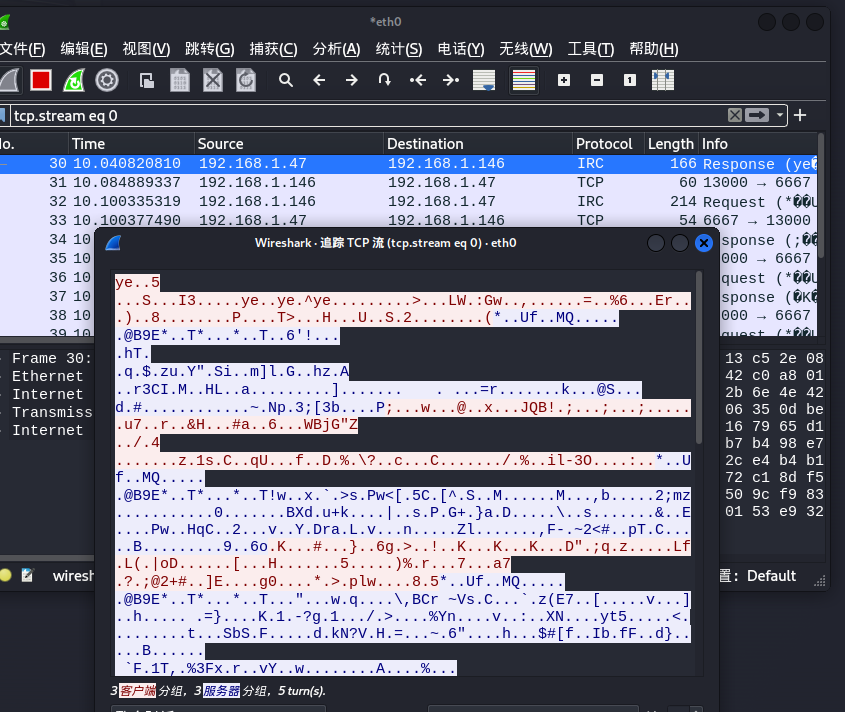 *eth0
文件(F) 编辑(E) 视图(V) 跳转(G) 捕获(C) 分析(A) 统计(S) 电话(Y) 无线(W) 工具(T) 帮助(H)
tcp.stream eq 0
Time Source Destination Protocol Length Info
30 10.040820810 192.168.1.47 192.168.1.146 IRC 166 Response (ye
31 10.084889337 192.168.1.146 192.168.1.47 TCP 60 13000 → 6667
32 10.100335319 192.168.1.146 192.168.1.47 IRC 214 Request (*
33 10.100377490 192.168.1.47 192.168.1.146 TCP 54 6667 → 13000
34 10
35 10
36 10
37 10
38 10
39 10
Wireshark · 追踪 TCP 流 (tcp.stream eq 0) · eth0
ye..5
...S...I3.....ye..ye.^ye.........>...LW.:Gw..,......=..%6...Er..
.)..8........P....T>...H...U..S.2.......(*..Uf..MQ.....
.@B9E*..T*...*..T..6'!...
.hT.
.q.$.zu.Y".Si..m]l.G..hz.A
..r3CI.M..HL..a.........]....... . ...=r.......k...@S...
d.#............~.Np.3;[3b....P;...w...@..x...JQB!.;...;...;.....
.u7..r..&H...#a..6...WBjG"Z
../.4
.......z.1s.C..qU...f..D.%.\?..c...C......./.%..il-3O....:..*..U
f..MQ.....
.@B9E*..T*...*..T!w..x.`.>s.Pw<[.5C.[^.S..M......M...,b.....2;mz
...........0.......BXd.u+k....|..s.P.G+.}a.D.....\..s.......&..E
....Pw..HqC..2...v..Y.Dra.L.v...n.....Zl.......,F-.~2<#..pT.C...
..B.........9..6o.K...#...}..6g.>..!..K...K...K...D".;q.z.....Lf
.L(.|oD......[...H.......5.....)%.r...7...a7
.?.;@2+#..]E....g0....*.>.plw....8.5*..Uf..MQ.....
.@B9E*..T*...*..T..."...w.q....\,BCr ~Vs.C...`.z(E7..[.....v...]
..h..... .=}....K.1.-?g.1.../.>....%Yn....v..:..XN....yt5.....<.
.........t...SbS.F.....d.kN?V.H.=...~.6"....h...$#[f..Ib.fF..d}..
...B......
`F.1T,.%3Fx.r..vY..w........A....%...
3 客户端 分组，3 服务器 分组，5 turn(s).
sponse (;
000 → 6667
quest (*
sponse (
000 → 6667
Frame 30:
Ethernet
Internet
Transmiss
Internet
13 c5 2e 08
42 c0 a8 01
2b 6e 4e 42
06 35 0d be
16 79 65 d1
b7 b4 98 e7
2c e4 b4 b1
72 c1 8d f5
50 9c f9 83
01 53 e9 32
wiresh
置：Default